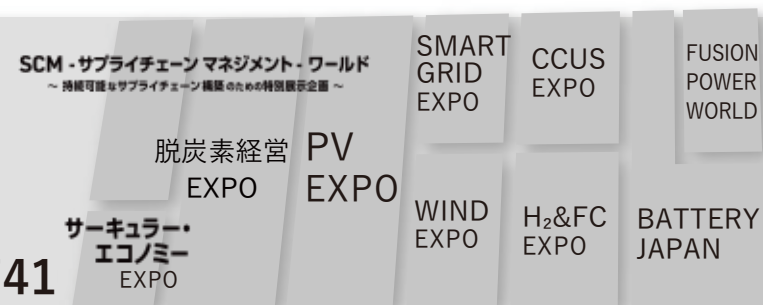 SCM - サプライチェーン マネジメント - ワールド
～ 持続可能なサプライチェーン構築のための特別展示企画 ～
脱炭素経営
EXPO
サーキュラー・
エコノミー
EXPO
41
PV
EXPO
SMART
GRID
EXPO
CCUS
EXPO
FUSION
POWER
WORLD
WIND
EXPO
H₂&FC
EXPO
BATTERY
JAPAN